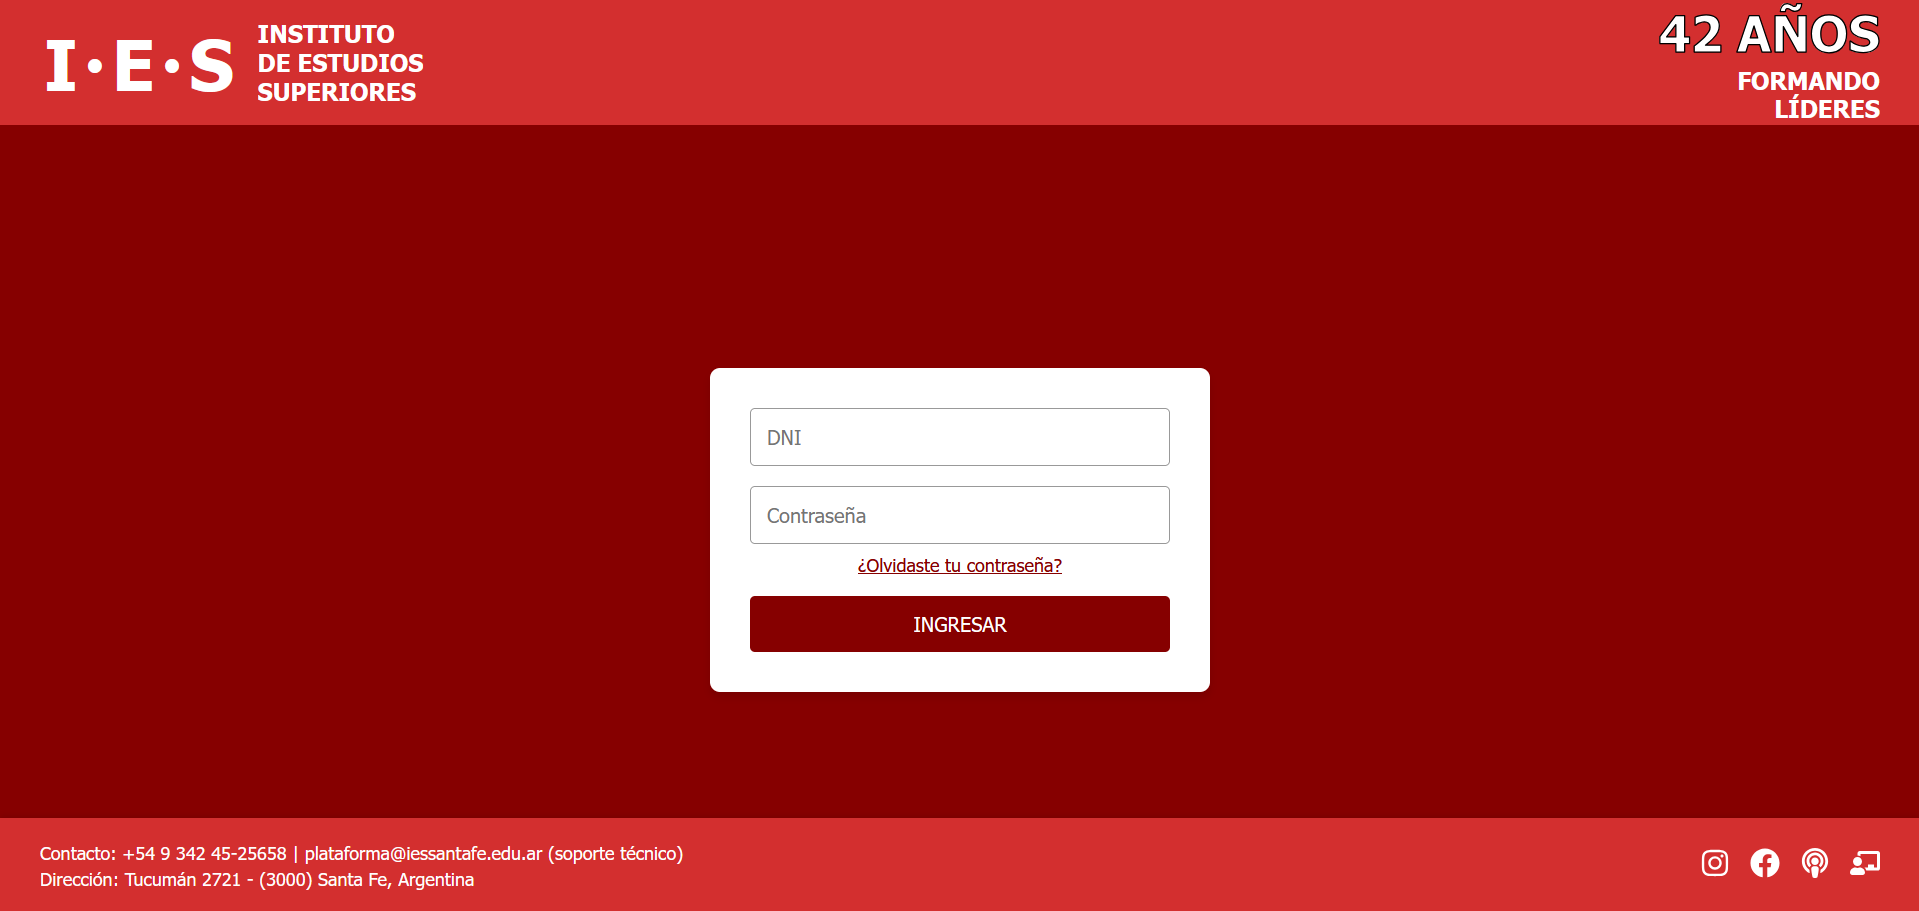 I·E·S
INSTITUTO
DE ESTUDIOS
SUPERIORES
42 AÑOS
FORMANDO
LÍDERES
DNI
Contraseña
¿Olvidaste tu contraseña?
INGRESAR
Contacto: +54 9 342 45-25658 | plataforma@iessantafe.edu.ar (soporte técnico)
Dirección: Tucumán 2721 - (3000) Santa Fe, Argentina